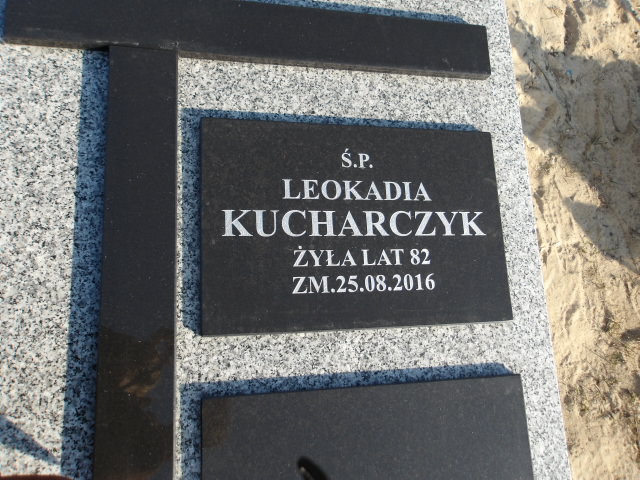 Ś.P.
LEOKADIA
KUCHARCZYK
ŻYŁA LAT 82
ZM.25.08.2016